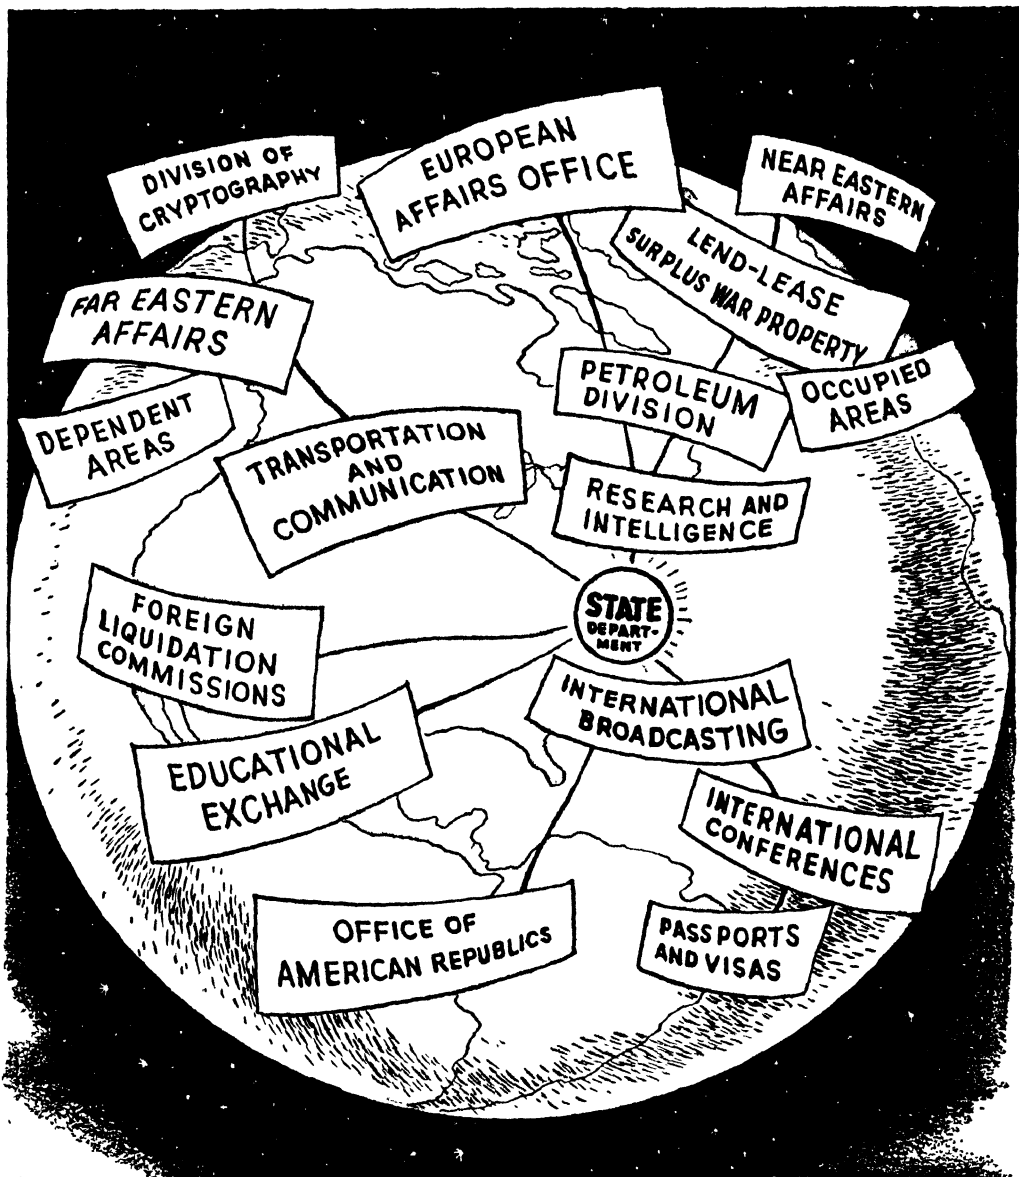 DIVISION OF
CRYPTOGRAPHY
EUROPEAN
AFFAIRS OFFICE
NEAR EASTERN
AFFAIRS
LEND-LEASE
SURPLUS WAR PROPERTY
FAR EASTERN
AFFAIRS
PETROLEUM
DIVISION
OCCUPIED
AREAS
DEPENDENT
AREAS
TRANSPORTATION
AND
COMMUNICATION
RESEARCH AND
INTELLIGENCE
STATE
DEPART-
MENT
FOREIGN
LIQUIDATION
COMMISSIONS
INTERNATIONAL
BROADCASTING
EDUCATIONAL
EXCHANGE
INTERNATIONAL
CONFERENCES
OFFICE OF
AMERICAN REPUBLICS
PASSPORTS
AND VISAS